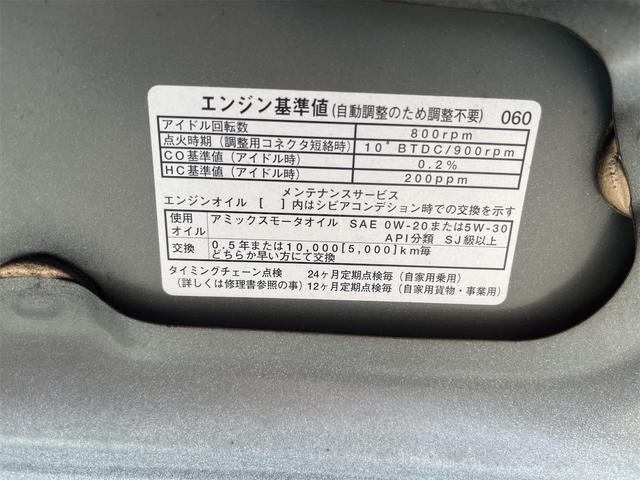 エンジン基準値(自動調整のため調整不要) 060
アイドル回転数 800rpm
点火時期(調整用コネクタ短絡時) 10°BTDC/900rpm
CO基準値(アイドル時) 0.2%
HC基準値(アイドル時) 200ppm
メンテナンスサービス
エンジンオイル [ ]内はシビアコンデション時での交換を示す
使用オイル アミックスモータオイル SAE 0W-20または5W-30
API分類 SJ級以上
交換 0.5年または10,000[5,000]km毎
どちらか早い方にて交換
タイミングチェーン点検 24ヶ月定期点検毎(自家用乗用)
(詳しくは修理書参照の事) 12ヶ月定期点検毎(自家用貨物・事業用)